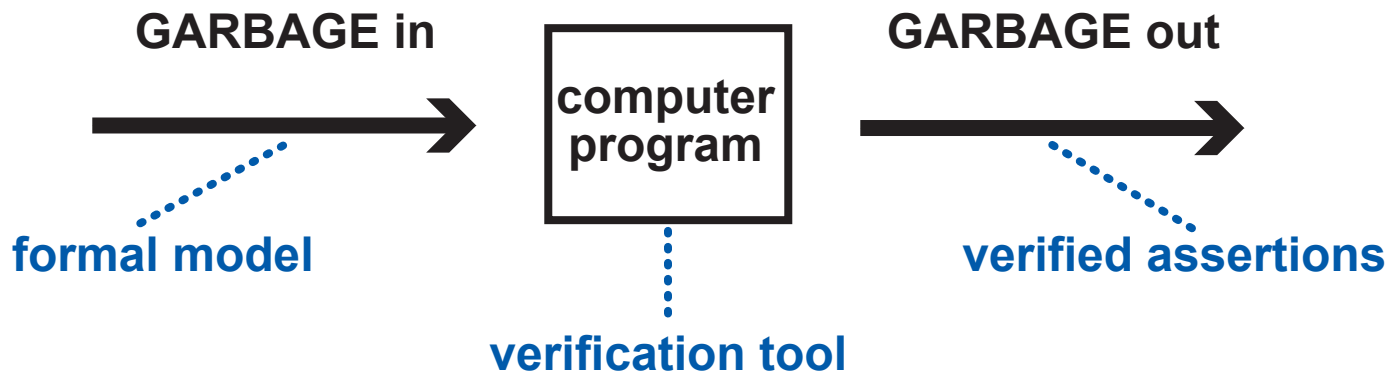 GARBAGE in
GARBAGE out
computer
program
formal model
verified assertions
verification tool